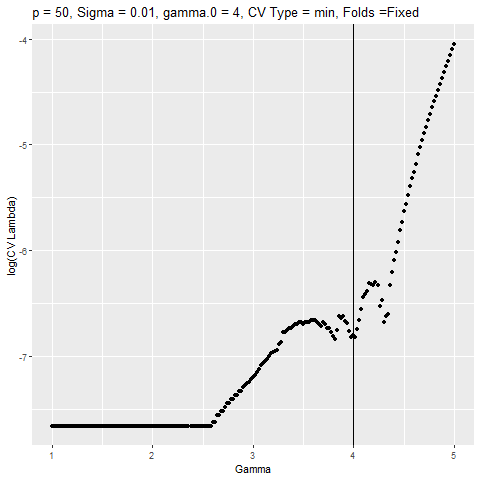 p = 50, Sigma = 0.01, gamma.0 = 4, CV Type = min, Folds =Fixed
log(CV Lambda)
-4
-5
-6
-7
1 2 3 4 5
Gamma